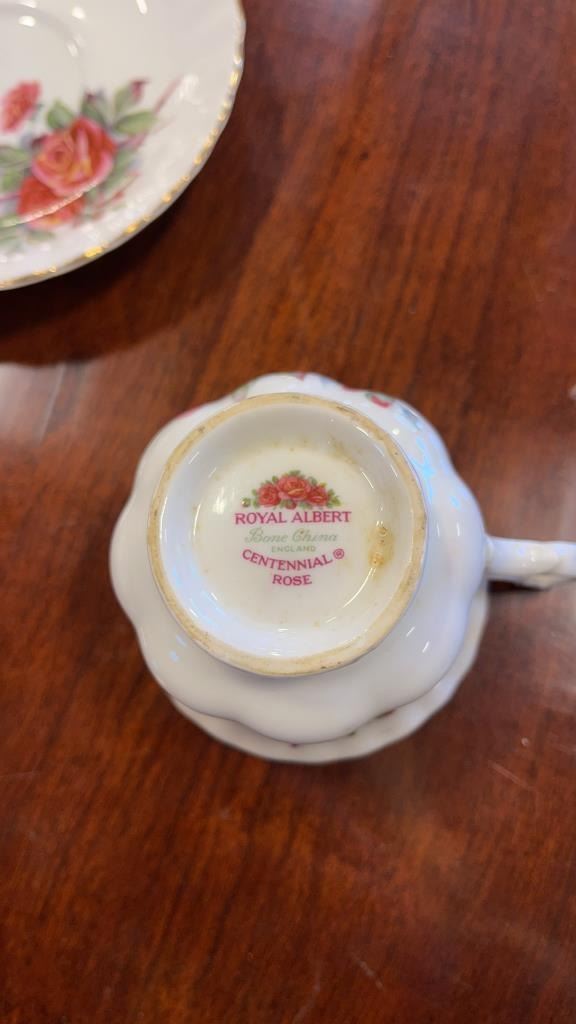 ROYAL ALBERT
Bone China
ENGLAND
CENTENNIAL ®
ROSE